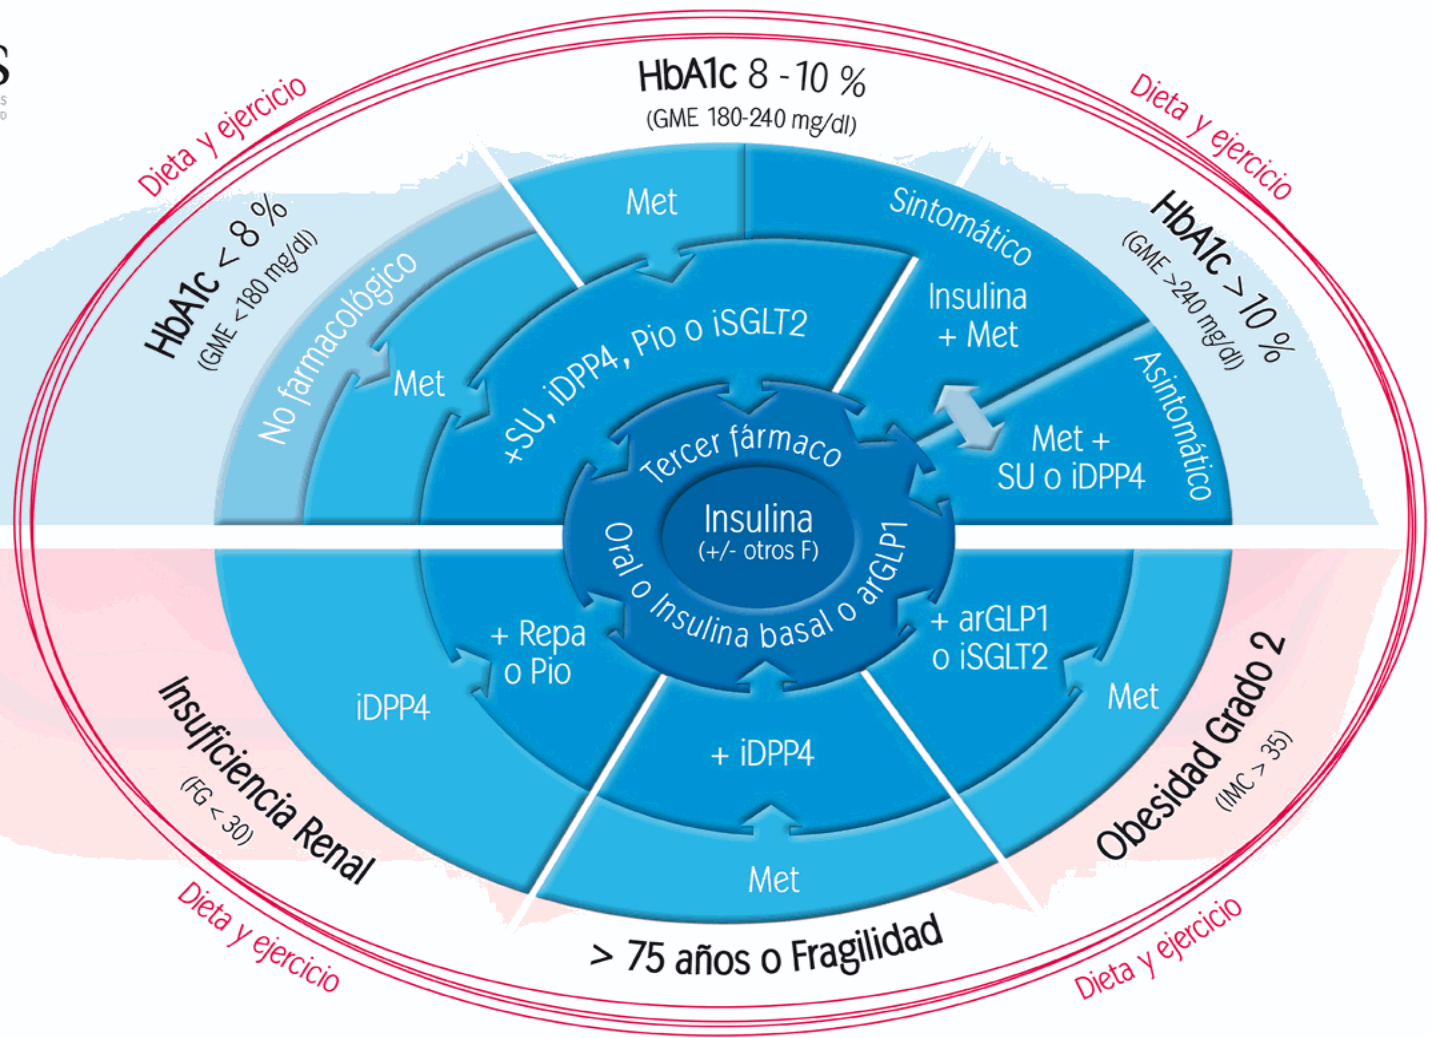 S
S
D
Dieta y ejercicio
HbA1c 8 - 10 %
(GME 180-240 mg/dl)
Dieta y ejercicio
HbA1c < 8 %
(GME <180 mg/dl)
No farmacológico
Met
Met
+SU, iDPP4, Pio o iSGLT2
Sintomático
Insulina
+ Met
HbA1c > 10 %
(GME >240 mg/dl)
Asintomático
Met +
SU o iDPP4
Tercer fármaco
Oral o Insulina basal o arGLP1
Insulina
(+/- otros F)
iDPP4
+ Repa
o Pio
Insuficiencia Renal
(FG < 30)
+ iDPP4
Met
> 75 años o Fragilidad
+ arGLP1
o iSGLT2
Met
Obesidad Grado 2
(IMC > 35)
Dieta y ejercicio
Dieta y ejercicio